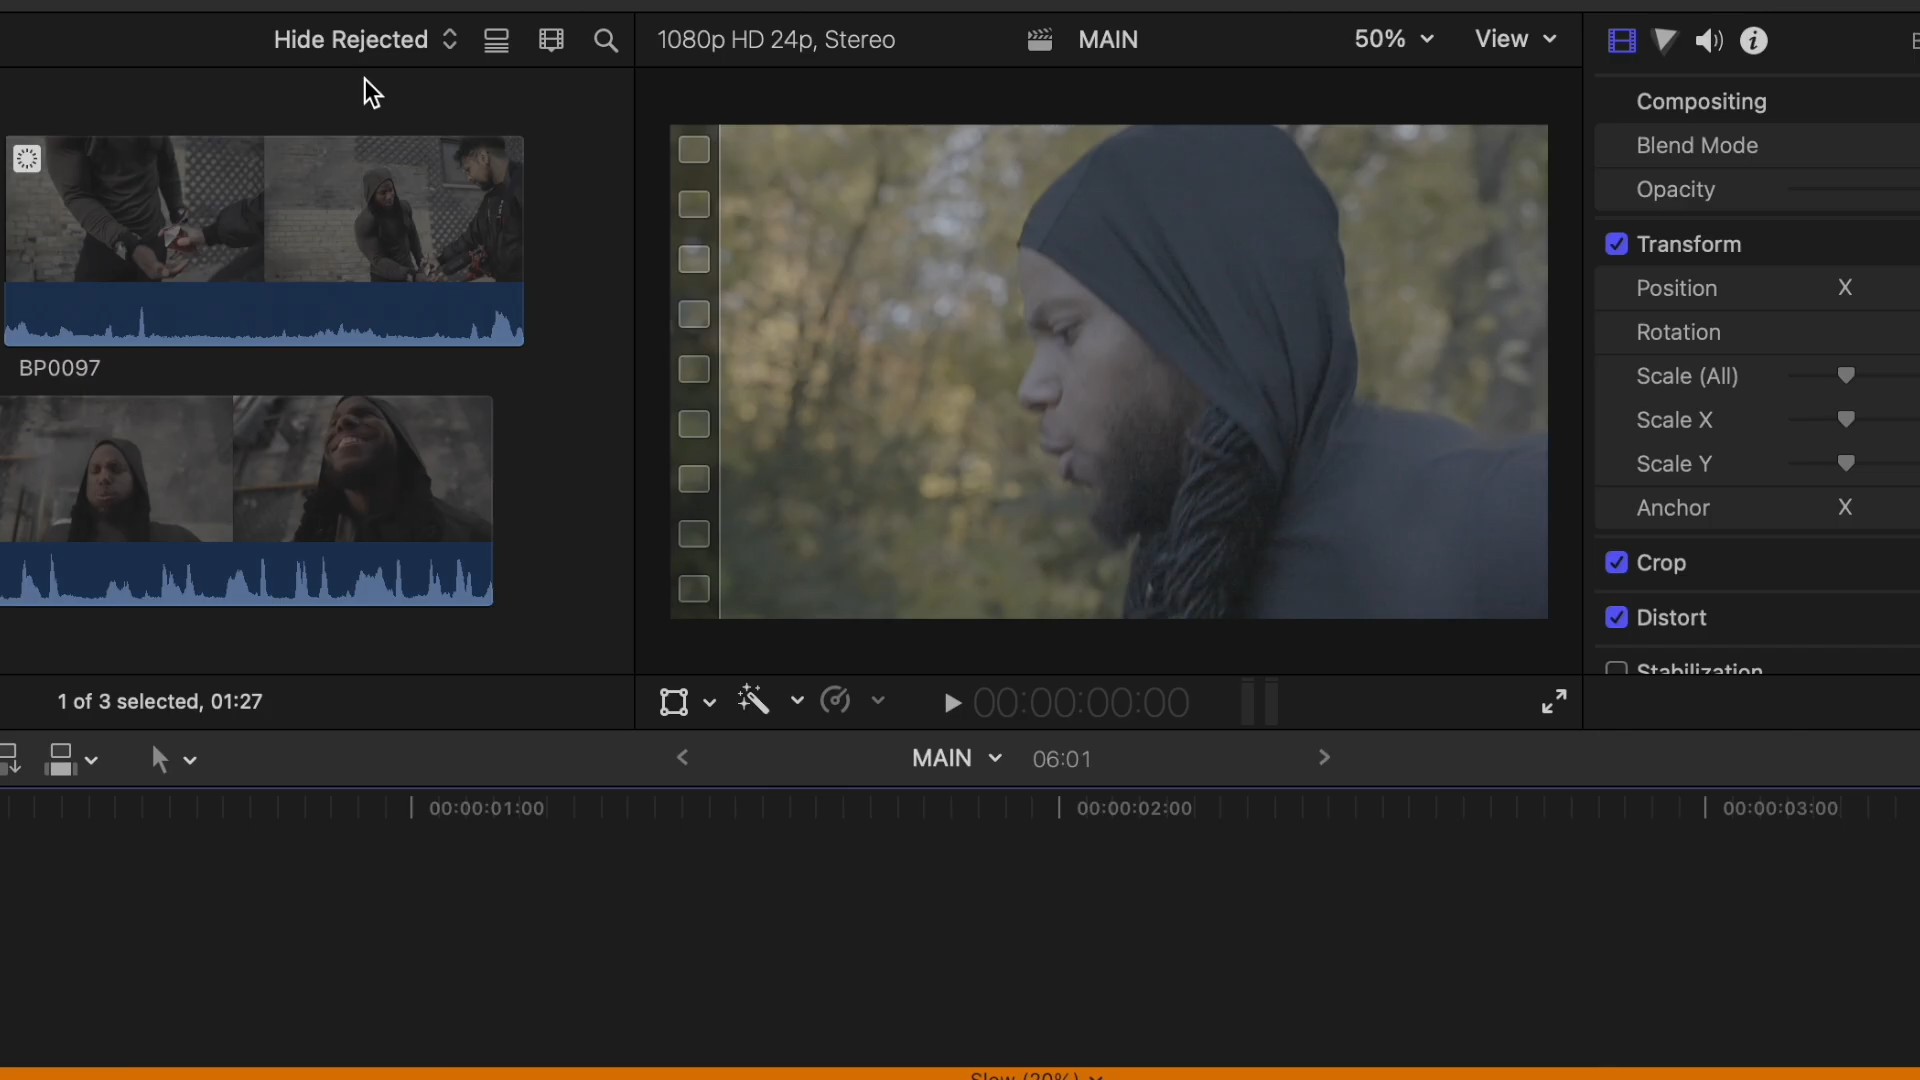 Hide Rejected
1080p HD 24p, Stereo
MAIN
50%
View
Compositing
Blend Mode
Opacity
Transform
Position X
Rotation
Scale (All)
Scale X
Scale Y
Anchor X
Crop
Distort
Stabilization
BP0097
1 of 3 selected, 01:27
00:00:00:00
MAIN
06:01
00:00:01:00
00:00:02:00
00:00:03:00
Slow (20%)